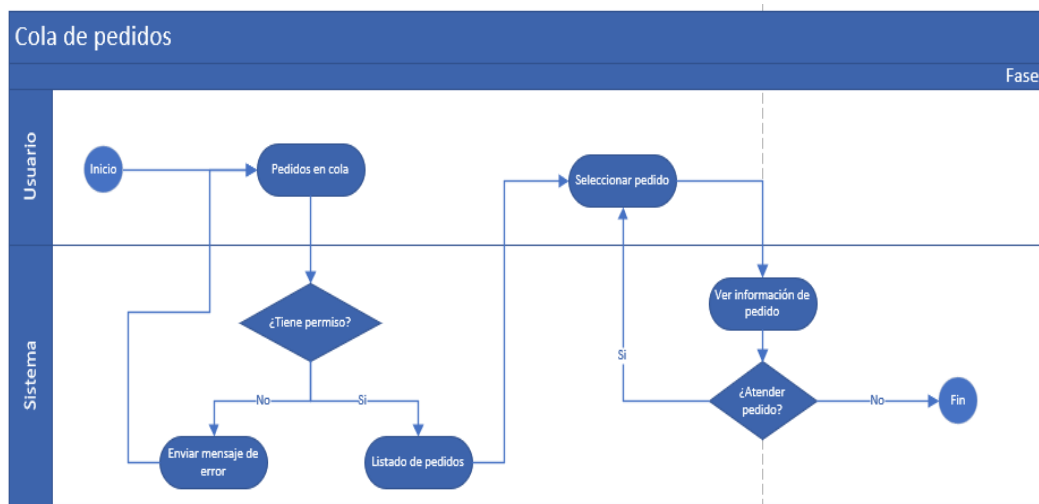 Cola de pedidos
Fase
Usuario
Inicio
Pedidos en cola
Seleccionar pedido
Sistema
¿Tiene permiso?
Ver información de
pedido
No
Si
Si
¿Atender
pedido?
No
Fin
Enviar mensaje de
error
Listado de pedidos